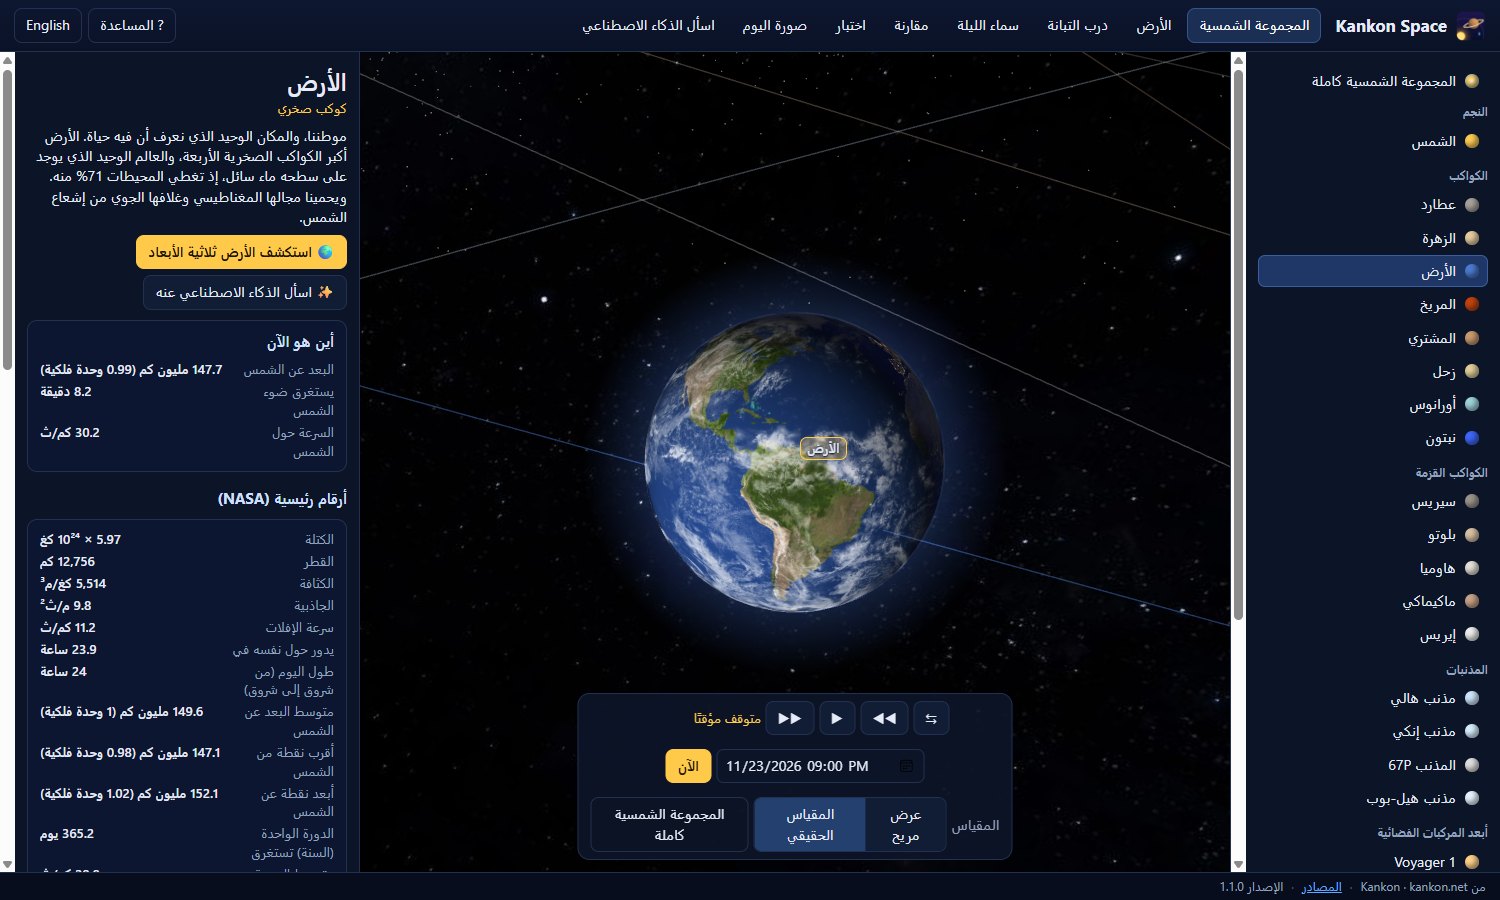 Kankon Space
المجموعة الشمسية
الأرض
درب التبانة
سماء الليلة
مقارنة
اختبار
صورة اليوم
اسأل الذكاء الاصطناعي
? المساعدة
English
المجموعة الشمسية كاملة
النجم
الشمس
الكواكب
عطارد
الزهرة
الأرض
المريخ
المشتري
زحل
أورانوس
نبتون
الكواكب القزمة
سيريس
بلوتو
هاوميا
ماكيماكي
إيريس
المذنبات
مذنب هالي
مذنب إنكي
المذنب 67P
مذنب هيل-بوب
أبعد المركبات الفضائية
Voyager 1
الأرض
متوقف مؤقتًا
11/23/2026 09:00 PM
الآن
المقياس
عرض
مريح
المقياس
الحقيقي
المجموعة الشمسية
كاملة
الأرض
كوكب صخري
موطننا، والمكان الوحيد الذي نعرف أن فيه حياة. الأرض
أكبر الكواكب الصخرية الأربعة، والعالم الوحيد الذي يوجد
على سطحه ماء سائل، إذ تغطي المحيطات 71% منه.
ويحمينا مجالها المغناطيسي وغلافها الجوي من إشعاع
الشمس.
استكشف الأرض ثلاثية الأبعاد
اسأل الذكاء الاصطناعي عنه
أين هو الآن
البعد عن الشمس 147.7 مليون كم (0.99 وحدة فلكية)
يستغرق ضوء 8.2 دقيقة
الشمس
السرعة حول 30.2 كم/ث
الشمس
أرقام رئيسية (NASA)
الكتلة 5.97 × 10²⁴ كغ
القطر 12,756 كم
الكثافة 5,514 كغ/م³
الجاذبية 9.8 م/ث²
سرعة الإفلات 11.2 كم/ث
يدور حول نفسه في 23.9 ساعة
طول اليوم (من 24 ساعة
شروق إلى شروق)
متوسط البعد عن 149.6 مليون كم (1 وحدة فلكية)
الشمس
أقرب نقطة من 147.1 مليون كم (0.98 وحدة فلكية)
الشمس
أبعد نقطة عن 152.1 مليون كم (1.02 وحدة فلكية)
الشمس
الدورة الواحدة 365.2 يوم
(السنة) تستغرق
من Kankon · kankon.net · المصادر · الإصدار 1.1.0